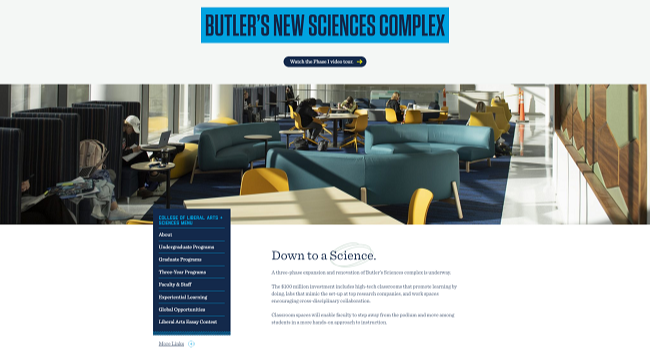 BUTLER'S NEW SCIENCES COMPLEX
Watch the Phase I video tour
COLLEGE OF LIBERAL ARTS +
SCIENCES MENU
About
Undergraduate Programs
Graduate Programs
Three-Year Programs
Faculty & Staff
Experiential Learning
Global Opportunities
Liberal Arts Essay Contest
More Links
Down to a Science.
A three-phase expansion and renovation of Butler's Sciences complex is underway.
The $100 million investment includes high-tech classrooms that promote learning by
doing, labs that mimic the set-up at top research companies, and work spaces
encouraging cross-disciplinary collaboration.
Classroom spaces will enable faculty to step away from the podium and move among
students in a more hands-on approach to instruction.